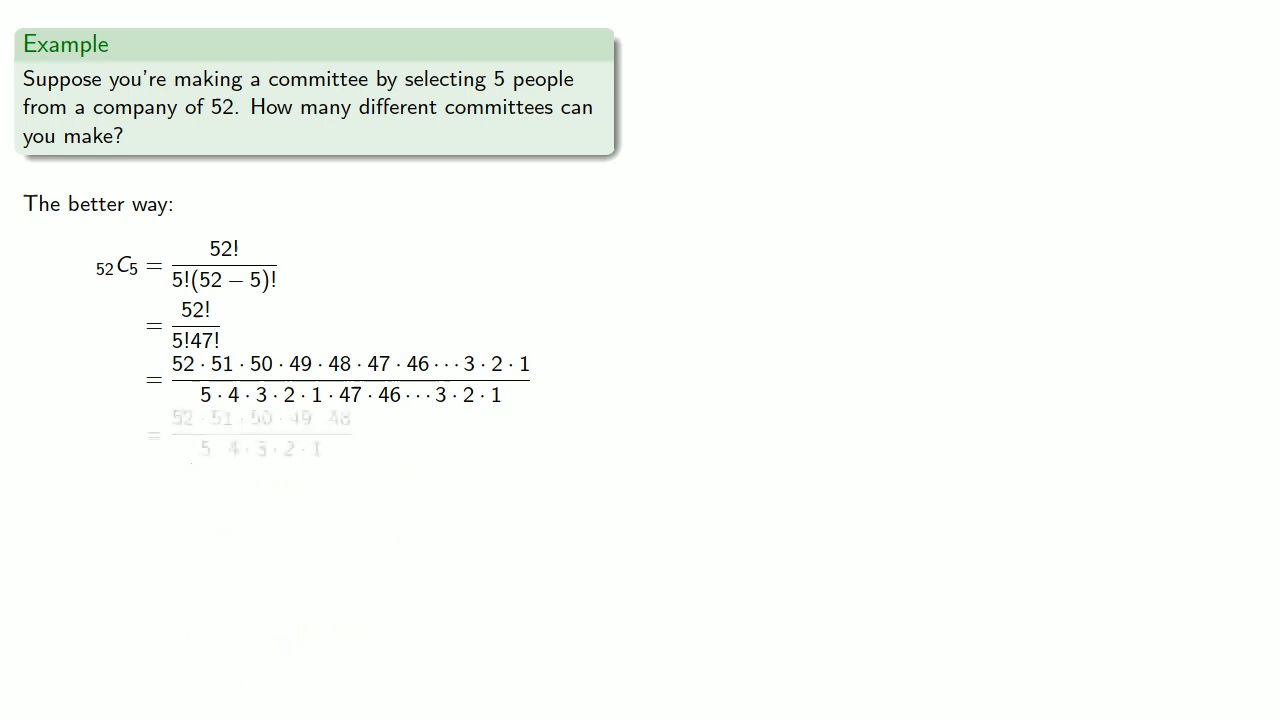 Example
Suppose you're making a committee by selecting 5 people
from a company of 52. How many different committees can
you make?
The better way:
₅₂C₅ = 52! / 5!(52 − 5)!
= 52! / 5!47!
= 52 · 51 · 50 · 49 · 48 · 47 · 46 ··· 3 · 2 · 1 / 5 · 4 · 3 · 2 · 1 · 47 · 46 ··· 3 · 2 · 1
= 52 · 51 · 50 · 49 48 / 5 4 · 3 · 2 · 1